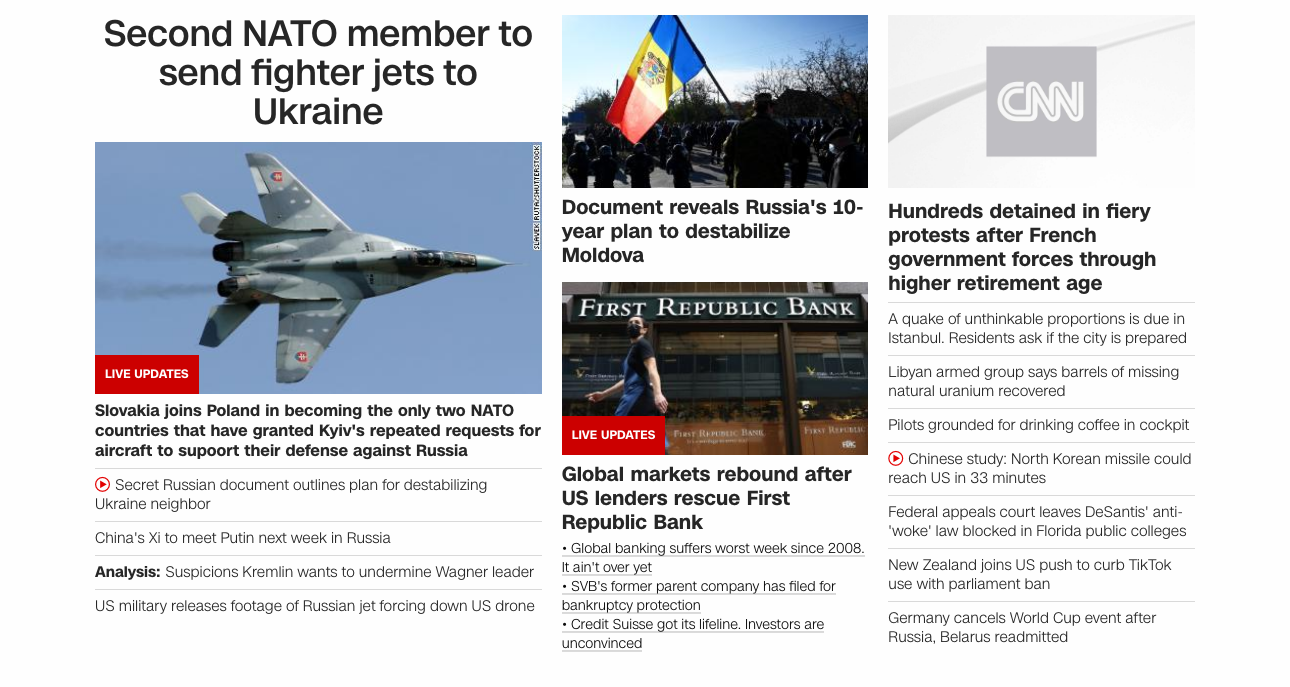 Second NATO member to
send fighter jets to
Ukraine
SLAVEK RUTA/SHUTTERSTOCK
LIVE UPDATES
Slovakia joins Poland in becoming the only two NATO
countries that have granted Kyiv's repeated requests for
aircraft to supoort their defense against Russia
Secret Russian document outlines plan for destabilizing
Ukraine neighbor
China's Xi to meet Putin next week in Russia
Analysis: Suspicions Kremlin wants to undermine Wagner leader
US military releases footage of Russian jet forcing down US drone
Document reveals Russia's 10-
year plan to destabilize
Moldova
FIRST REPUBLIC BANK
FIRST REPUBLIC BANK
FIRST REPUBLIC
FDIC
LIVE UPDATES
Global markets rebound after
US lenders rescue First
Republic Bank
• Global banking suffers worst week since 2008.
It ain't over yet
• SVB's former parent company has filed for
bankruptcy protection
• Credit Suisse got its lifeline. Investors are
unconvinced
CNN
Hundreds detained in fiery
protests after French
government forces through
higher retirement age
A quake of unthinkable proportions is due in
Istanbul. Residents ask if the city is prepared
Libyan armed group says barrels of missing
natural uranium recovered
Pilots grounded for drinking coffee in cockpit
Chinese study: North Korean missile could
reach US in 33 minutes
Federal appeals court leaves DeSantis' anti-
'woke' law blocked in Florida public colleges
New Zealand joins US push to curb TikTok
use with parliament ban
Germany cancels World Cup event after
Russia, Belarus readmitted